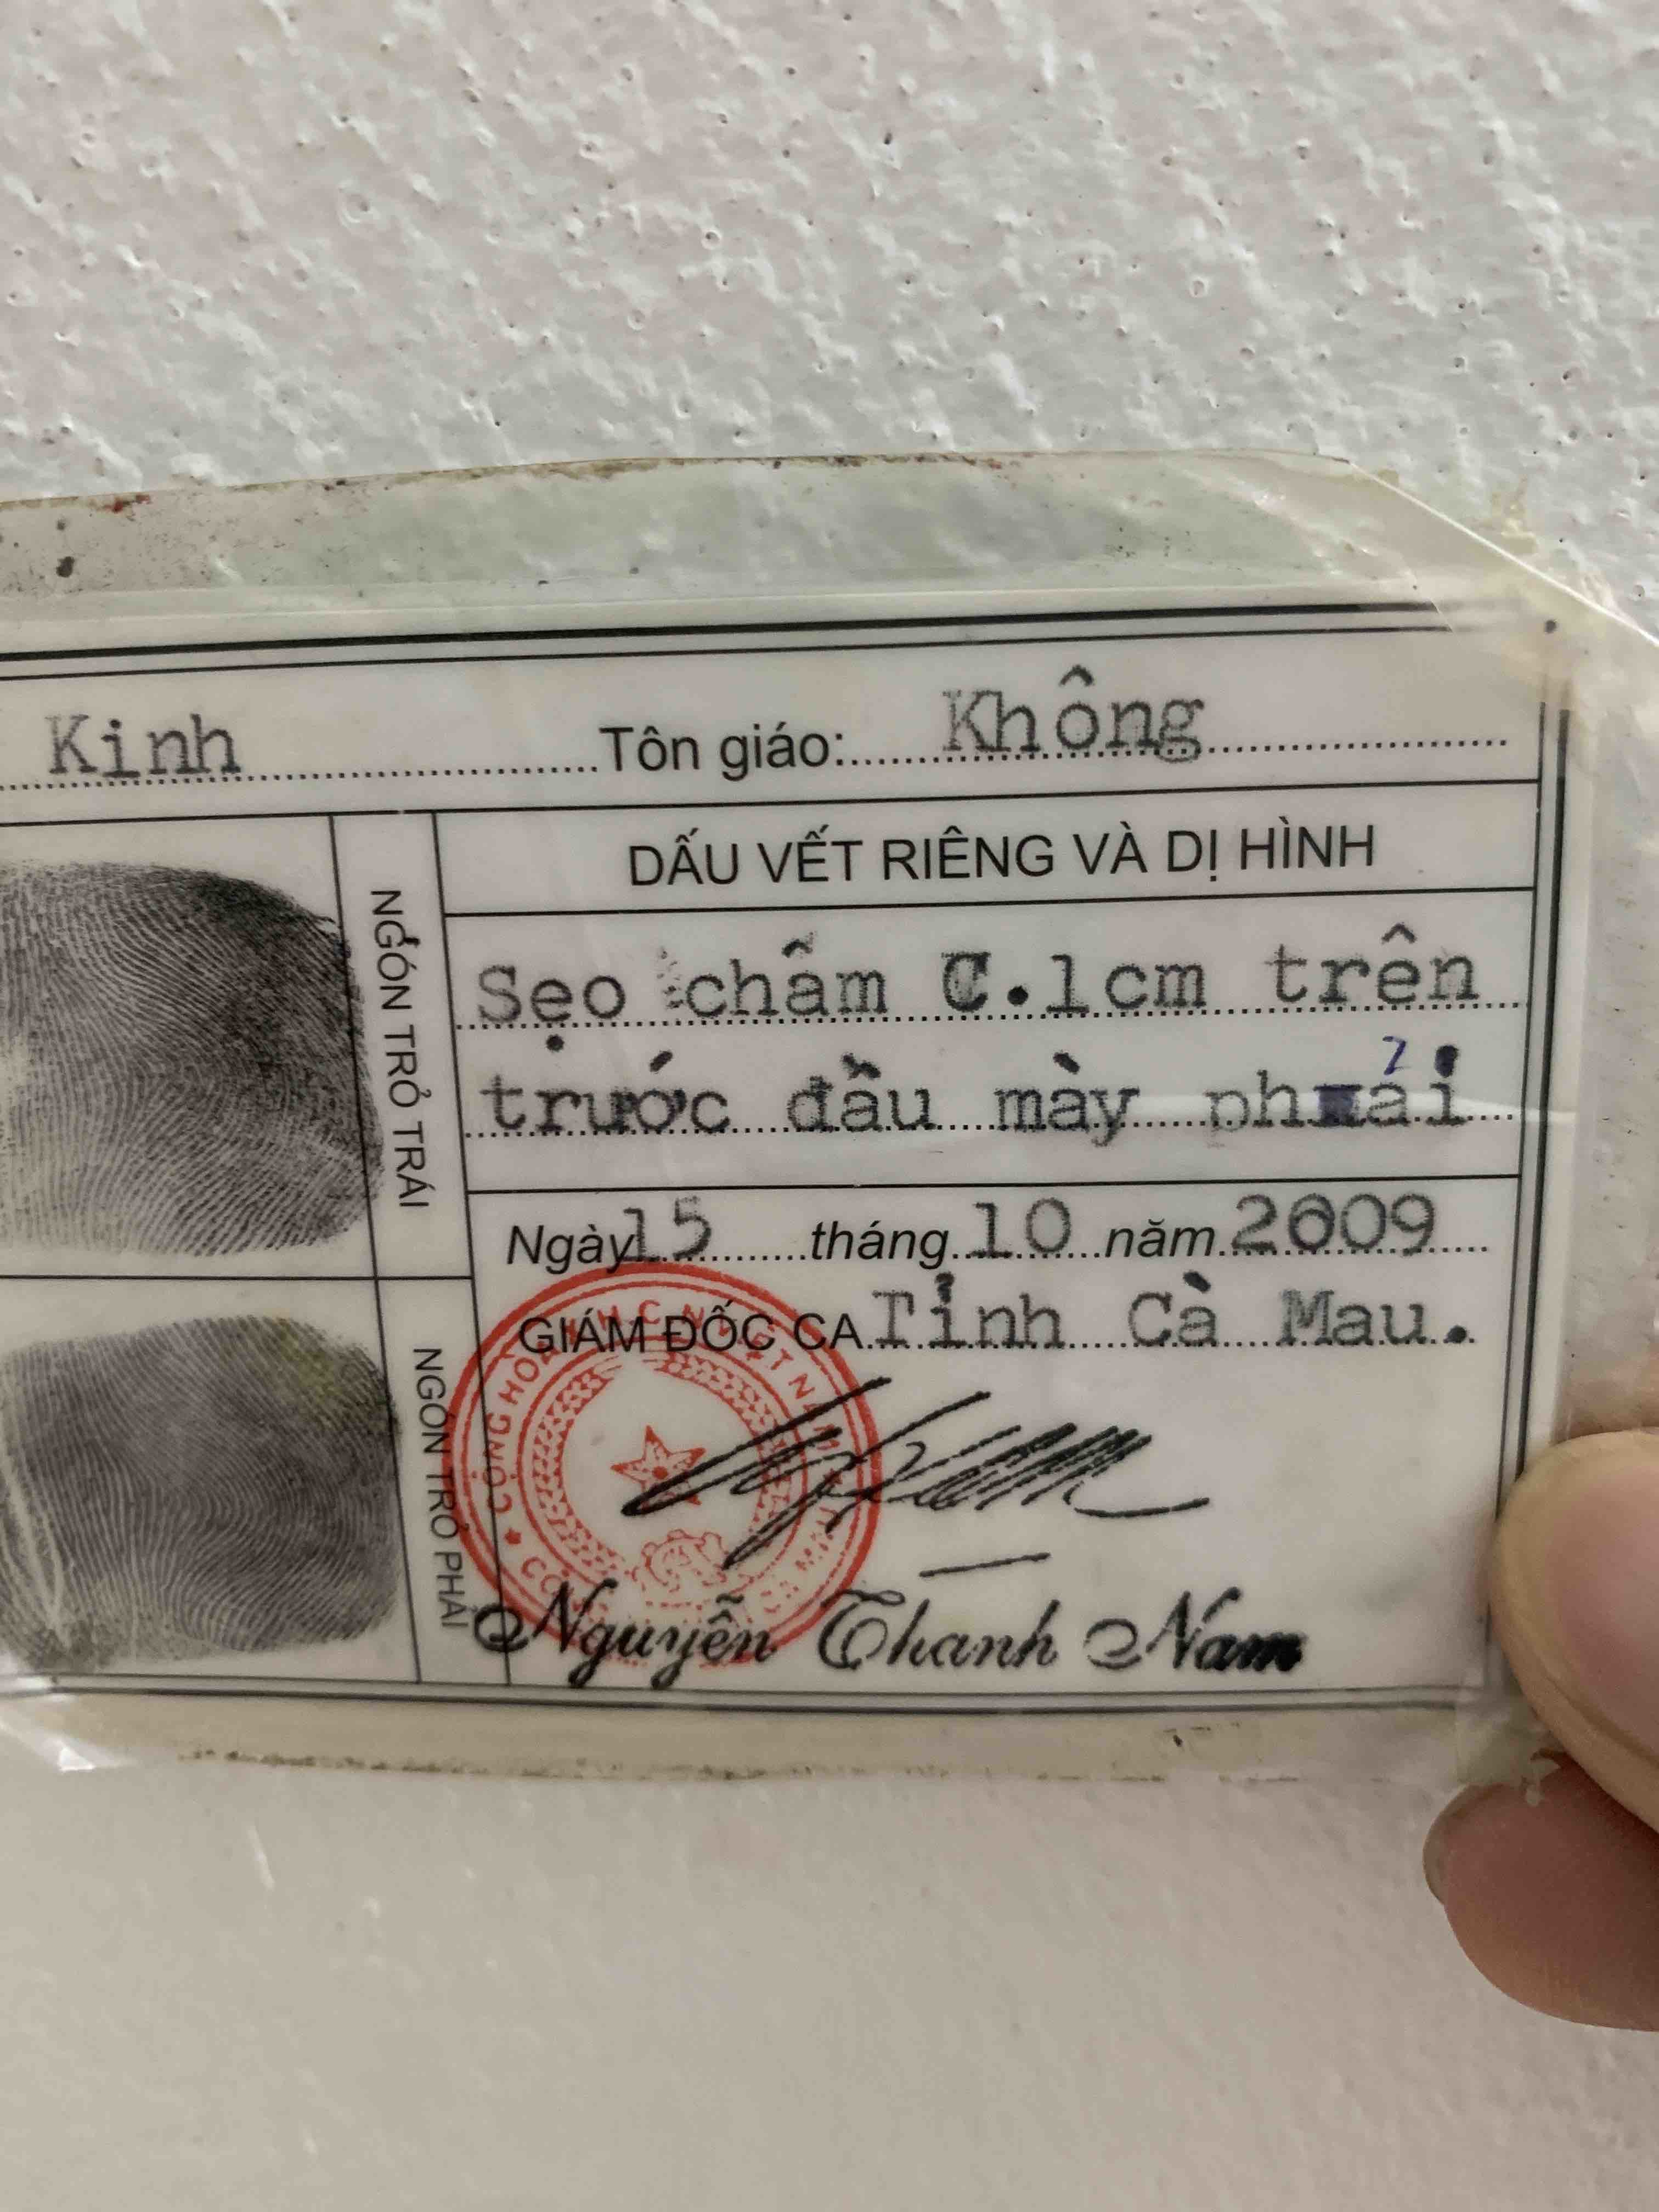 Kinh Tôn giáo: Không
DẤU VẾT RIÊNG VÀ DỊ HÌNH
NGÓN TRỎ TRÁI
Sẹo chấm C.1cm trên
trước đầu mày phải
Ngày 15 tháng 10 năm 2009
GIÁM ĐỐC CA Tỉnh Cà Mau.
NGÓN TRỎ PHẢI
Nguyễn Thanh Nam